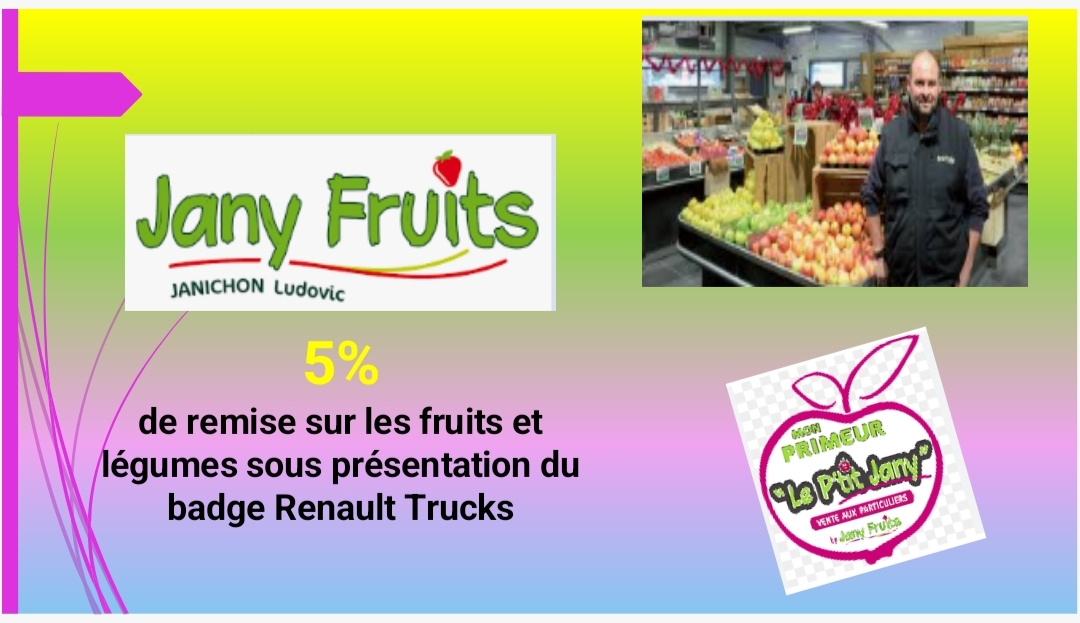 Jany Fruits
JANICHON Ludovic
5%
de remise sur les fruits et
légumes sous présentation du
badge Renault Trucks
MON
PRIMEUR
"Le P'tit Jany"
VENTE AUX PARTICULIERS
by Jany Fruits